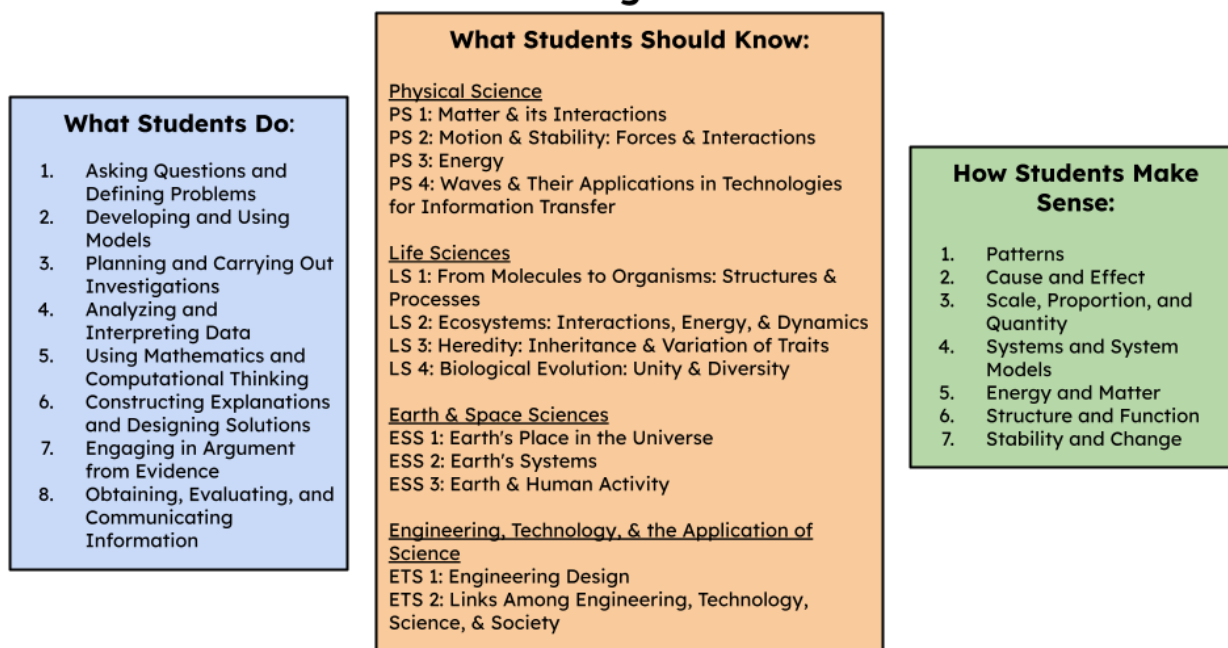 What Students Do:
1. Asking Questions and
Defining Problems
2. Developing and Using
Models
3. Planning and Carrying Out
Investigations
4. Analyzing and
Interpreting Data
5. Using Mathematics and
Computational Thinking
6. Constructing Explanations
and Designing Solutions
7. Engaging in Argument
from Evidence
8. Obtaining, Evaluating, and
Communicating
Information
What Students Should Know:
Physical Science
PS 1: Matter & its Interactions
PS 2: Motion & Stability: Forces & Interactions
PS 3: Energy
PS 4: Waves & Their Applications in Technologies
for Information Transfer
Life Sciences
LS 1: From Molecules to Organisms: Structures &
Processes
LS 2: Ecosystems: Interactions, Energy, & Dynamics
LS 3: Heredity: Inheritance & Variation of Traits
LS 4: Biological Evolution: Unity & Diversity
Earth & Space Sciences
ESS 1: Earth's Place in the Universe
ESS 2: Earth's Systems
ESS 3: Earth & Human Activity
Engineering, Technology, & the Application of
Science
ETS 1: Engineering Design
ETS 2: Links Among Engineering, Technology,
Science, & Society
How Students Make
Sense:
1. Patterns
2. Cause and Effect
3. Scale, Proportion, and
Quantity
4. Systems and System
Models
5. Energy and Matter
6. Structure and Function
7. Stability and Change